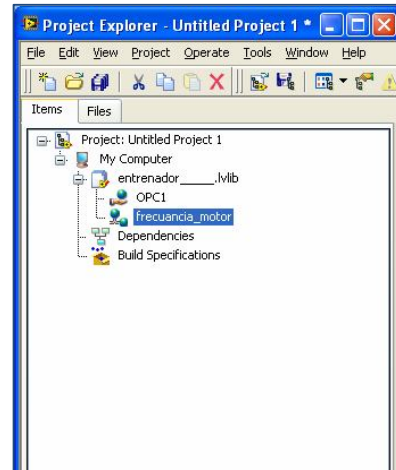 Project Explorer - Untitled Project 1 *
File Edit View Project Operate Tools Window Help
Items Files
Project: Untitled Project 1
My Computer
entrenador_____.lvlib
OPC1
frecuancia_motor
Dependencies
Build Specifications